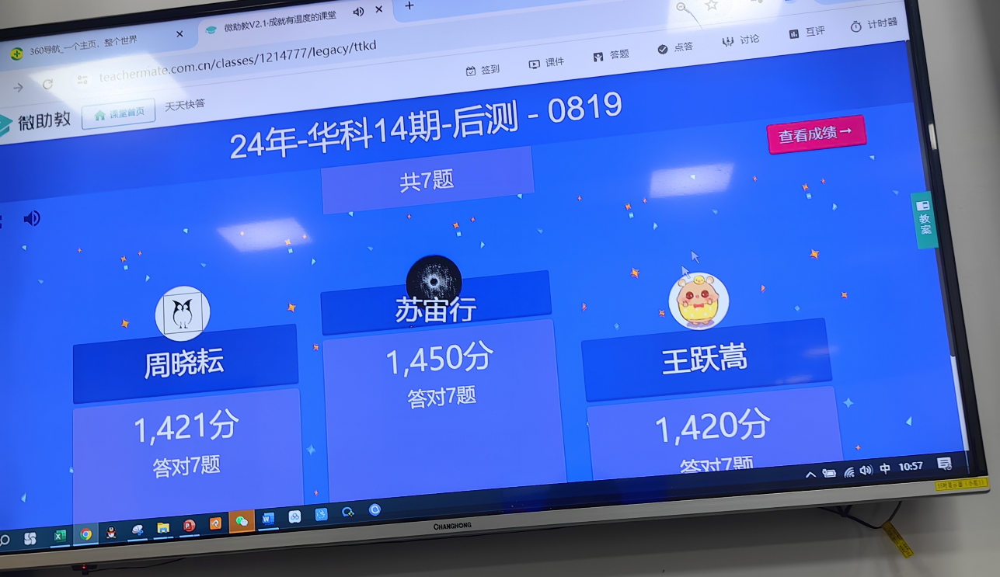 360导航_一个主页，整个世界
微助教V2.1-成就有温度的课堂
teachermate.com.cn/classes/1214777/legacy/ttkd
微助教
课堂首页
天天快答
签到
课件
答题
点答
讨论
互评
计时器
24年-华科14期-后测 - 0819
查看成绩→
共7题
教案
周晓耘
1,421分
答对7题
苏宙行
1,450分
答对7题
王跃嵩
1,420分
答对7题
中
10:57
CHANGHONG